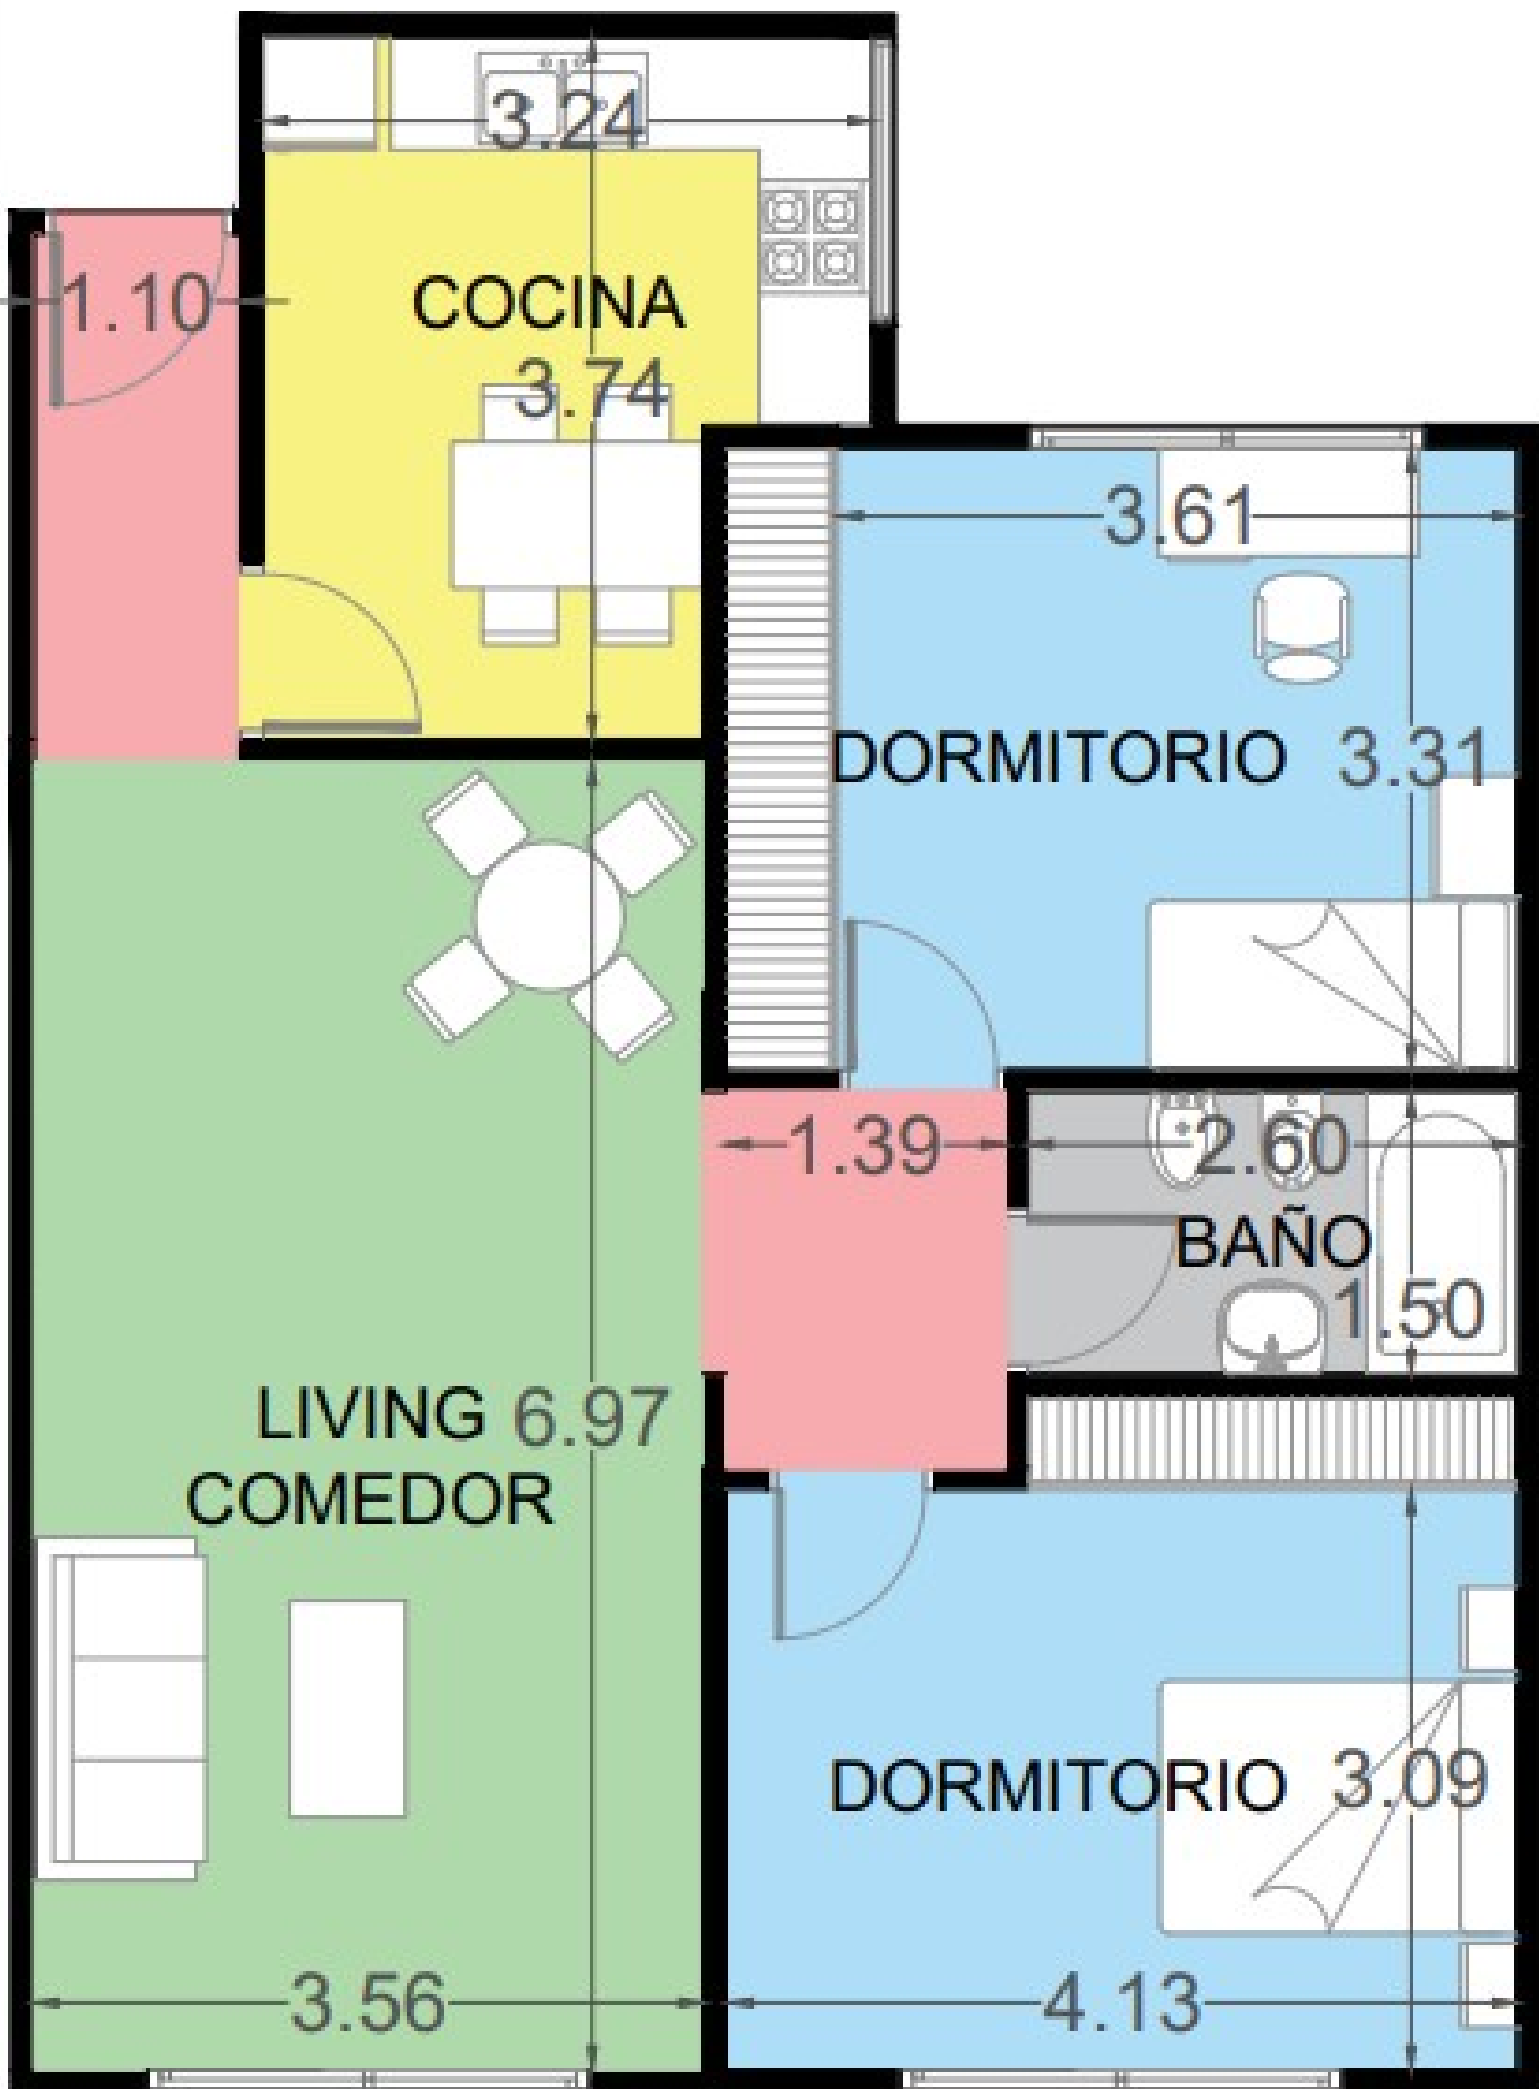 3.24
1.10
COCINA
3.74
3.61
DORMITORIO 3.31
1.39
2.60
BAÑO
1.50
LIVING 6.97
COMEDOR
DORMITORIO 3.09
3.56
4.13